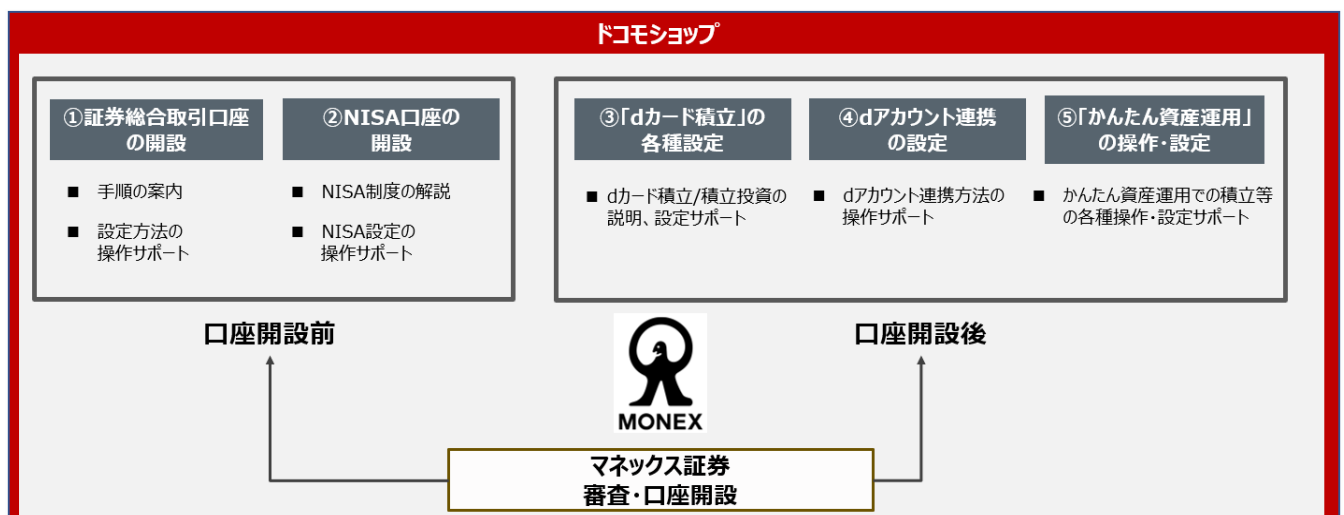 ドコモショップ
①証券総合取引口座
の開設
■ 手順の案内
■ 設定方法の
操作サポート
②NISA口座の
開設
■ NISA制度の解説
■ NISA設定の
操作サポート
口座開設前
③「dカード積立」の
各種設定
■ dカード積立/積立投資の
説明、設定サポート
④dアカウント連携
の設定
■ dアカウント連携方法の
操作サポート
⑤「かんたん資産運用」
の操作・設定
■ かんたん資産運用での積立等
の各種操作・設定サポート
口座開設後
MONEX
マネックス証券
審査・口座開設